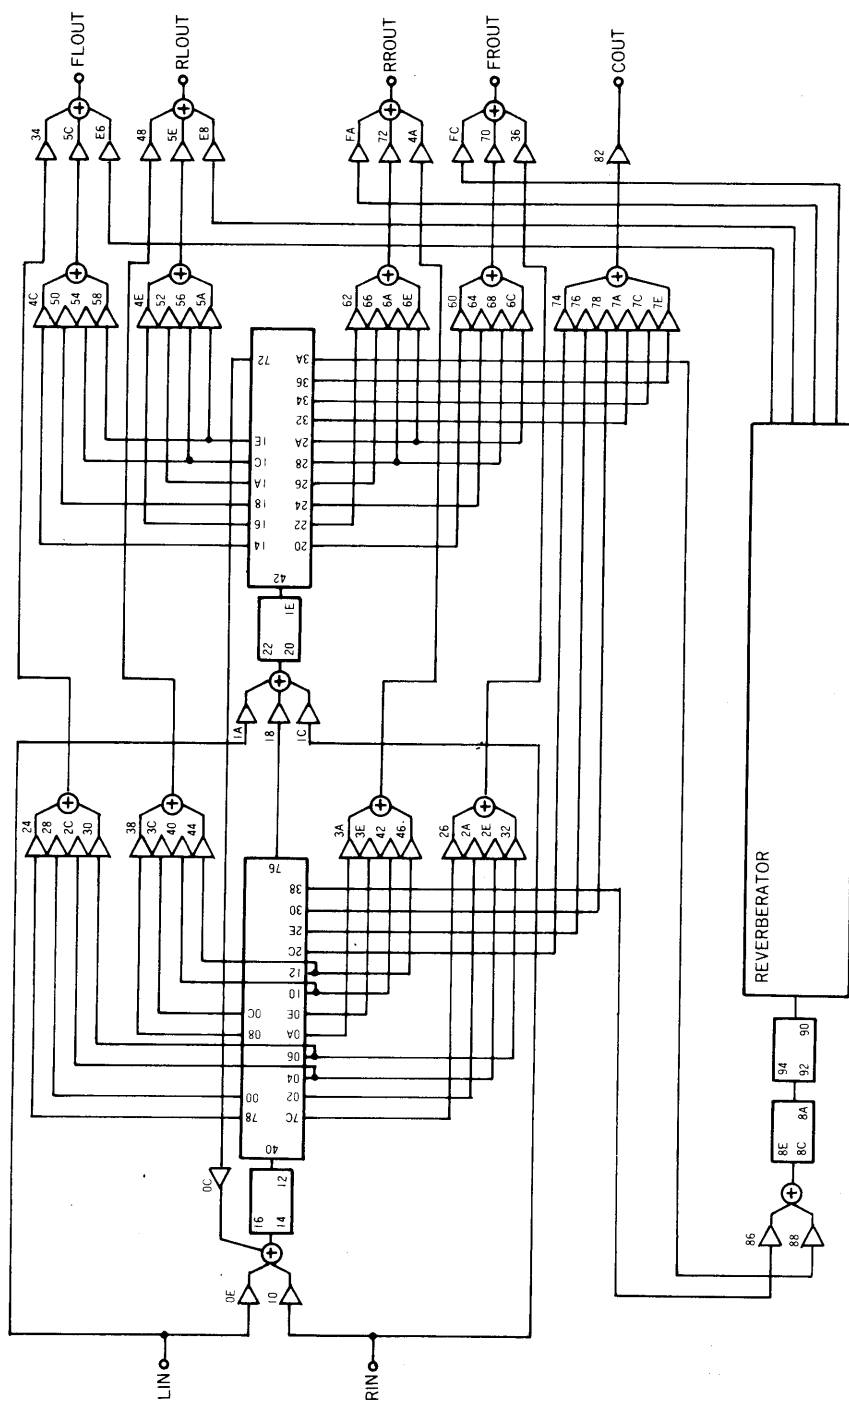 FLOUT
RLOUT
RROUT
FROUT
COUT
34
5C
E6
48
5E
E8
FA
72
4A
FC
70
36
82
4C
50
54
58
4E
52
56
5A
62
66
6A
6E
60
64
68
6C
74
76
78
7A
7C
7E
72
1E
1C
1A
18
16
14
3A
36
34
32
2A
28
26
24
22
20
42
22
1E
20
1A
18
1C
24
28
2C
30
38
3C
40
44
3A
3E
42
46.
26
2A
2E
32
76
0C
08
00
78
38
30
2E
2C
12
10
0E
0A
06
04
02
7C
40
0C
16
12
14
0E
10
LIN
RIN
REVERBERATOR
94
90
92
8E
8A
8C
86
88